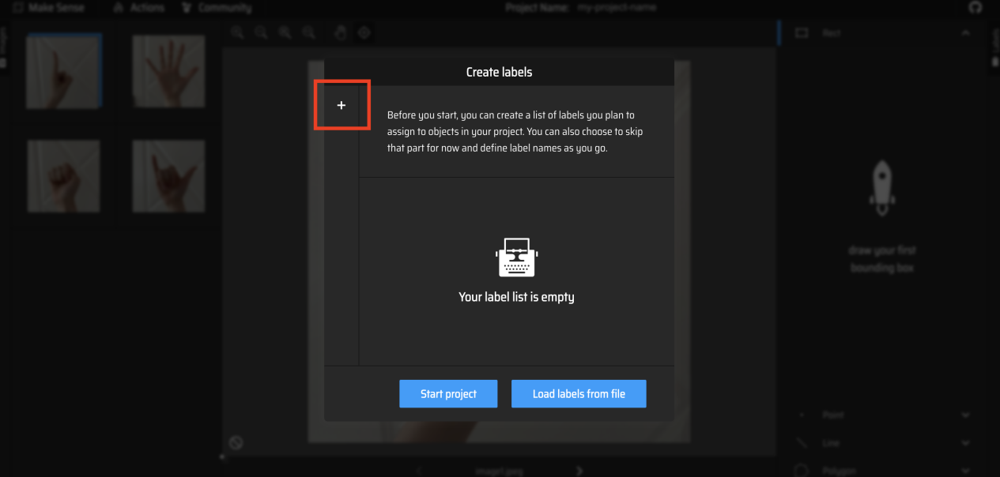 Make Sense
Actions
Community
Project Name: my-project-name
Images
Rect
Labels
Create labels
+
Before you start, you can create a list of labels you plan to
assign to objects in your project. You can also choose to skip
that part for now and define label names as you go.
Your label list is empty
draw your first
bounding box
Start project
Load labels from file
Point
Line
Polygon
image1.jpeg